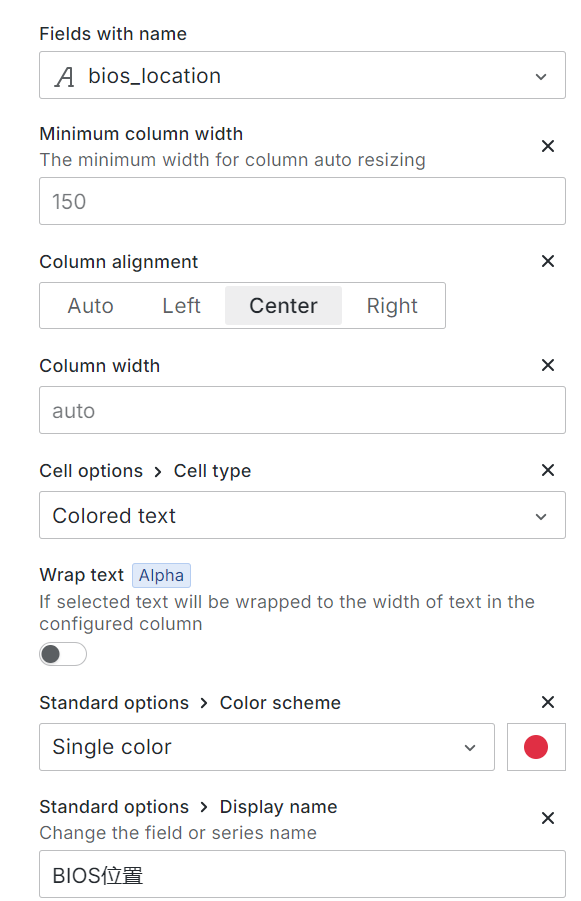 Fields with name
bios_location
Minimum column width
The minimum width for column auto resizing
150
Column alignment
Auto Left Center Right
Column width
auto
Cell options > Cell type
Colored text
Wrap text Alpha
If selected text will be wrapped to the width of text in the
configured column
Standard options > Color scheme
Single color
Standard options > Display name
Change the field or series name
BIOS位置